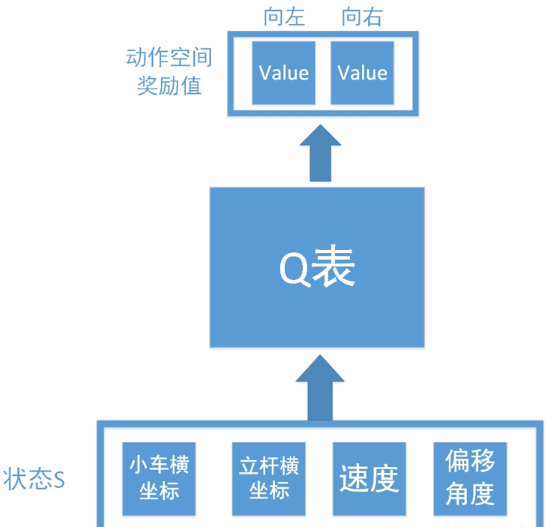 向左 向右
动作空间
奖励值
Value Value
Q表
状态S
小车横
坐标
立杆横
坐标
速度
偏移
角度